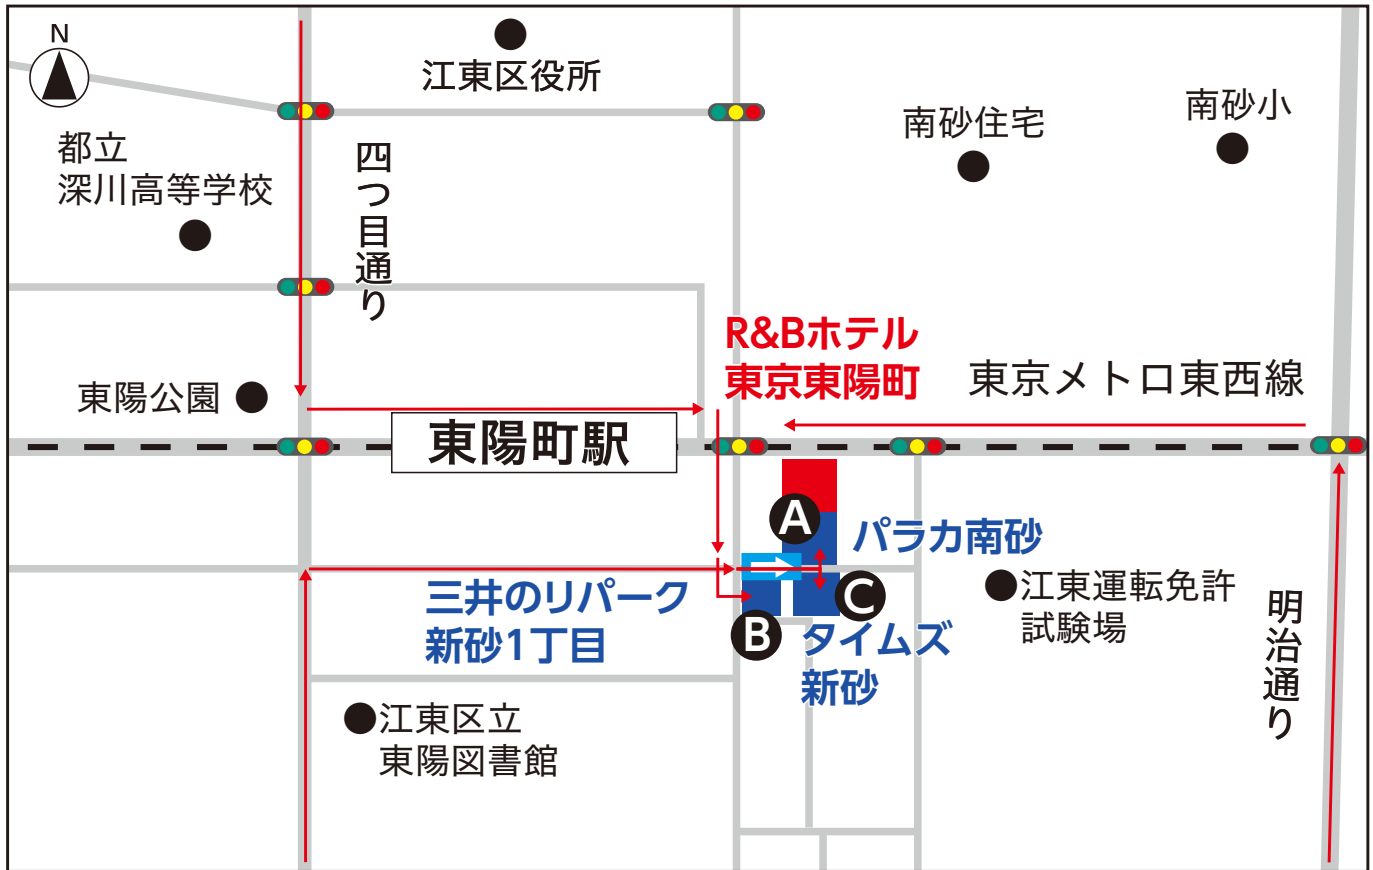 N
江東区役所
南砂住宅
南砂小
都立
深川高等学校
四つ目通り
R&Bホテル
東京東陽町
東京メトロ東西線
東陽公園
東陽町駅
A
パラカ南砂
三井のリパーク
新砂1丁目
B
C
タイムズ
新砂
江東運転免許
試験場
明治通り
江東区立
東陽図書館